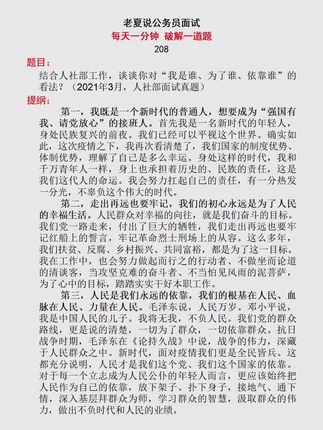 老夏说公务员面试
每天一分钟 破解一道题
208
题目：
结合人社部工作，谈谈你对“我是谁、为了谁、依靠谁”的
看法？（2021年3月，人社部面试真题）
提纲：
第一，我既是一个新时代的普通人，想要成为“强国有
我、请党放心”的接班人。首先我是一名新时代的年轻人，
身处民族复兴的前夜。我们已经可以平视这个世界。确实如
此，这次疫情之下，我再次看清楚了，我们国家的制度优势、
体制优势，理解了自己是多么幸运。身处这样的时代，我和
千万青年人一样，身上也承担着历史的、民族的责任，这是
我们这代人的命运。我会努力扛起自己的责任，有一分热发
一分光，不辜负这个伟大的时代。
第二，走出再远也要牢记，我们的初心永远是为了人民
的幸福生活。人民群众对幸福的向往，就是我们奋斗的目标。
我们党一路走来，付出了巨大的牺牲，我们走出再远也要牢
记红船上的誓言，牢记革命烈士刑场上的从容。这么多年，
我们扶贫、反腐、乡村振兴、共同富裕，都是为了这一目标。
我在工作中，也会努力做起而行之的行动者、不做坐而论道
的清谈客，当攻坚克难的奋斗者、不当怕见风雨的泥菩萨，
为了心中的目标，踏踏实实干好本职工作。
第三，人民是我们永远的依靠，我们的根基在人民、血
脉在人民、力量在人民。毛泽东说，人民万岁。邓小平说，
我是中国人民的儿子。我将无我，不负人民。我们党的群众
路线，更是说的清楚，一切为了群众，一切依靠群众。抗日
战争时期，毛泽东在《论持久战》中说，战争的伟力，深藏
于人民群众之中。新时代，面对疫情我们更是全民皆兵。这
都充分说明，人民才是我们这个党、我们这个国家的依靠。
对于每一个立志成为人公仆的年轻人而言，更应该始终把
人民作为自己的依靠，放下架子、扑下身子，接地气、通下
情，深入基层拜群众为师，学习群众的智慧，汲取群众的伟
力，做出不负时代和人民的业绩。